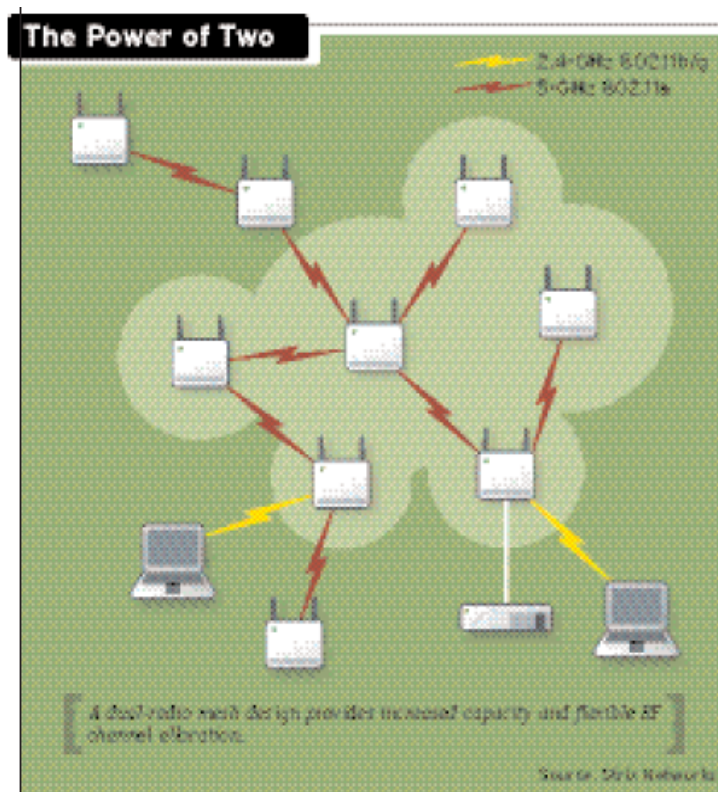 The Power of Two
2.4-GHz 802.11b/g
5-GHz 802.11a
A dual-radio mesh design provides increased capacity and flexible RF
channel
Source: Strix Networks